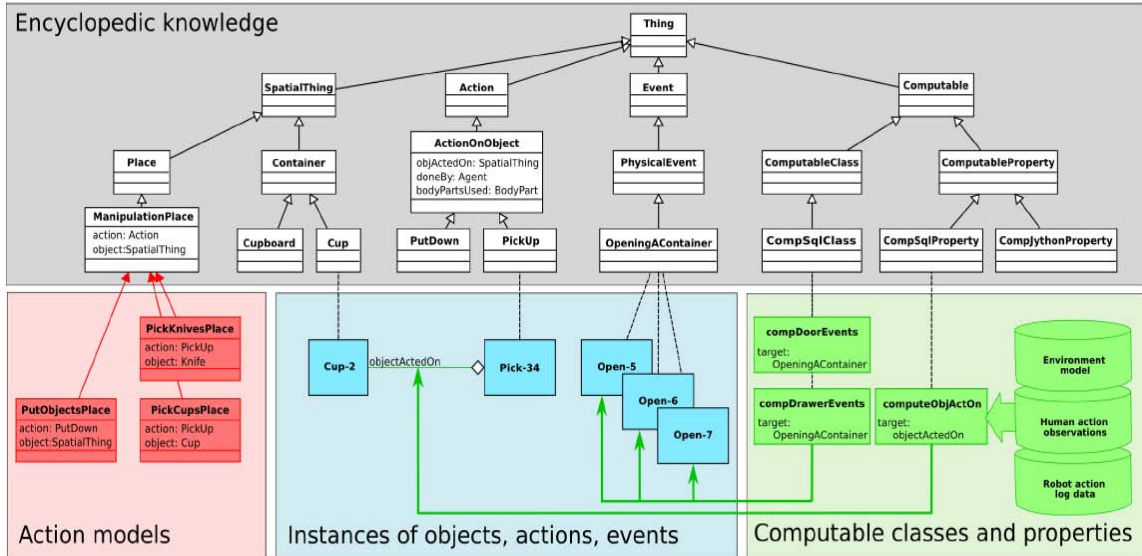 Encyclopedic knowledge
Thing
SpatialThing
Action
Event
Computable
ActionOnObject
objActedOn: SpatialThing
doneBy: Agent
bodyPartsUsed: BodyPart
Place
Container
PhysicalEvent
ComputableClass
ComputableProperty
ManipulationPlace
action: Action
object:SpatialThing
Cupboard
Cup
PutDown
PickUp
OpeningAContainer
CompSqlClass
CompSqlProperty
CompJythonProperty
PickKnivesPlace
action: PickUp
object: Knife
PutObjectsPlace
action: PutDown
object:SpatialThing
PickCupsPlace
action: PickUp
object: Cup
Action models
Cup-2
objectActedOn
Pick-34
Open-5
Open-6
Open-7
Instances of objects, actions, events
compDoorEvents
target:
OpeningAContainer
compDrawerEvents
target:
OpeningAContainer
computeObjActOn
target:
objectActedOn
Environment
model
Human action
observations
Robot action
log data
Computable classes and properties